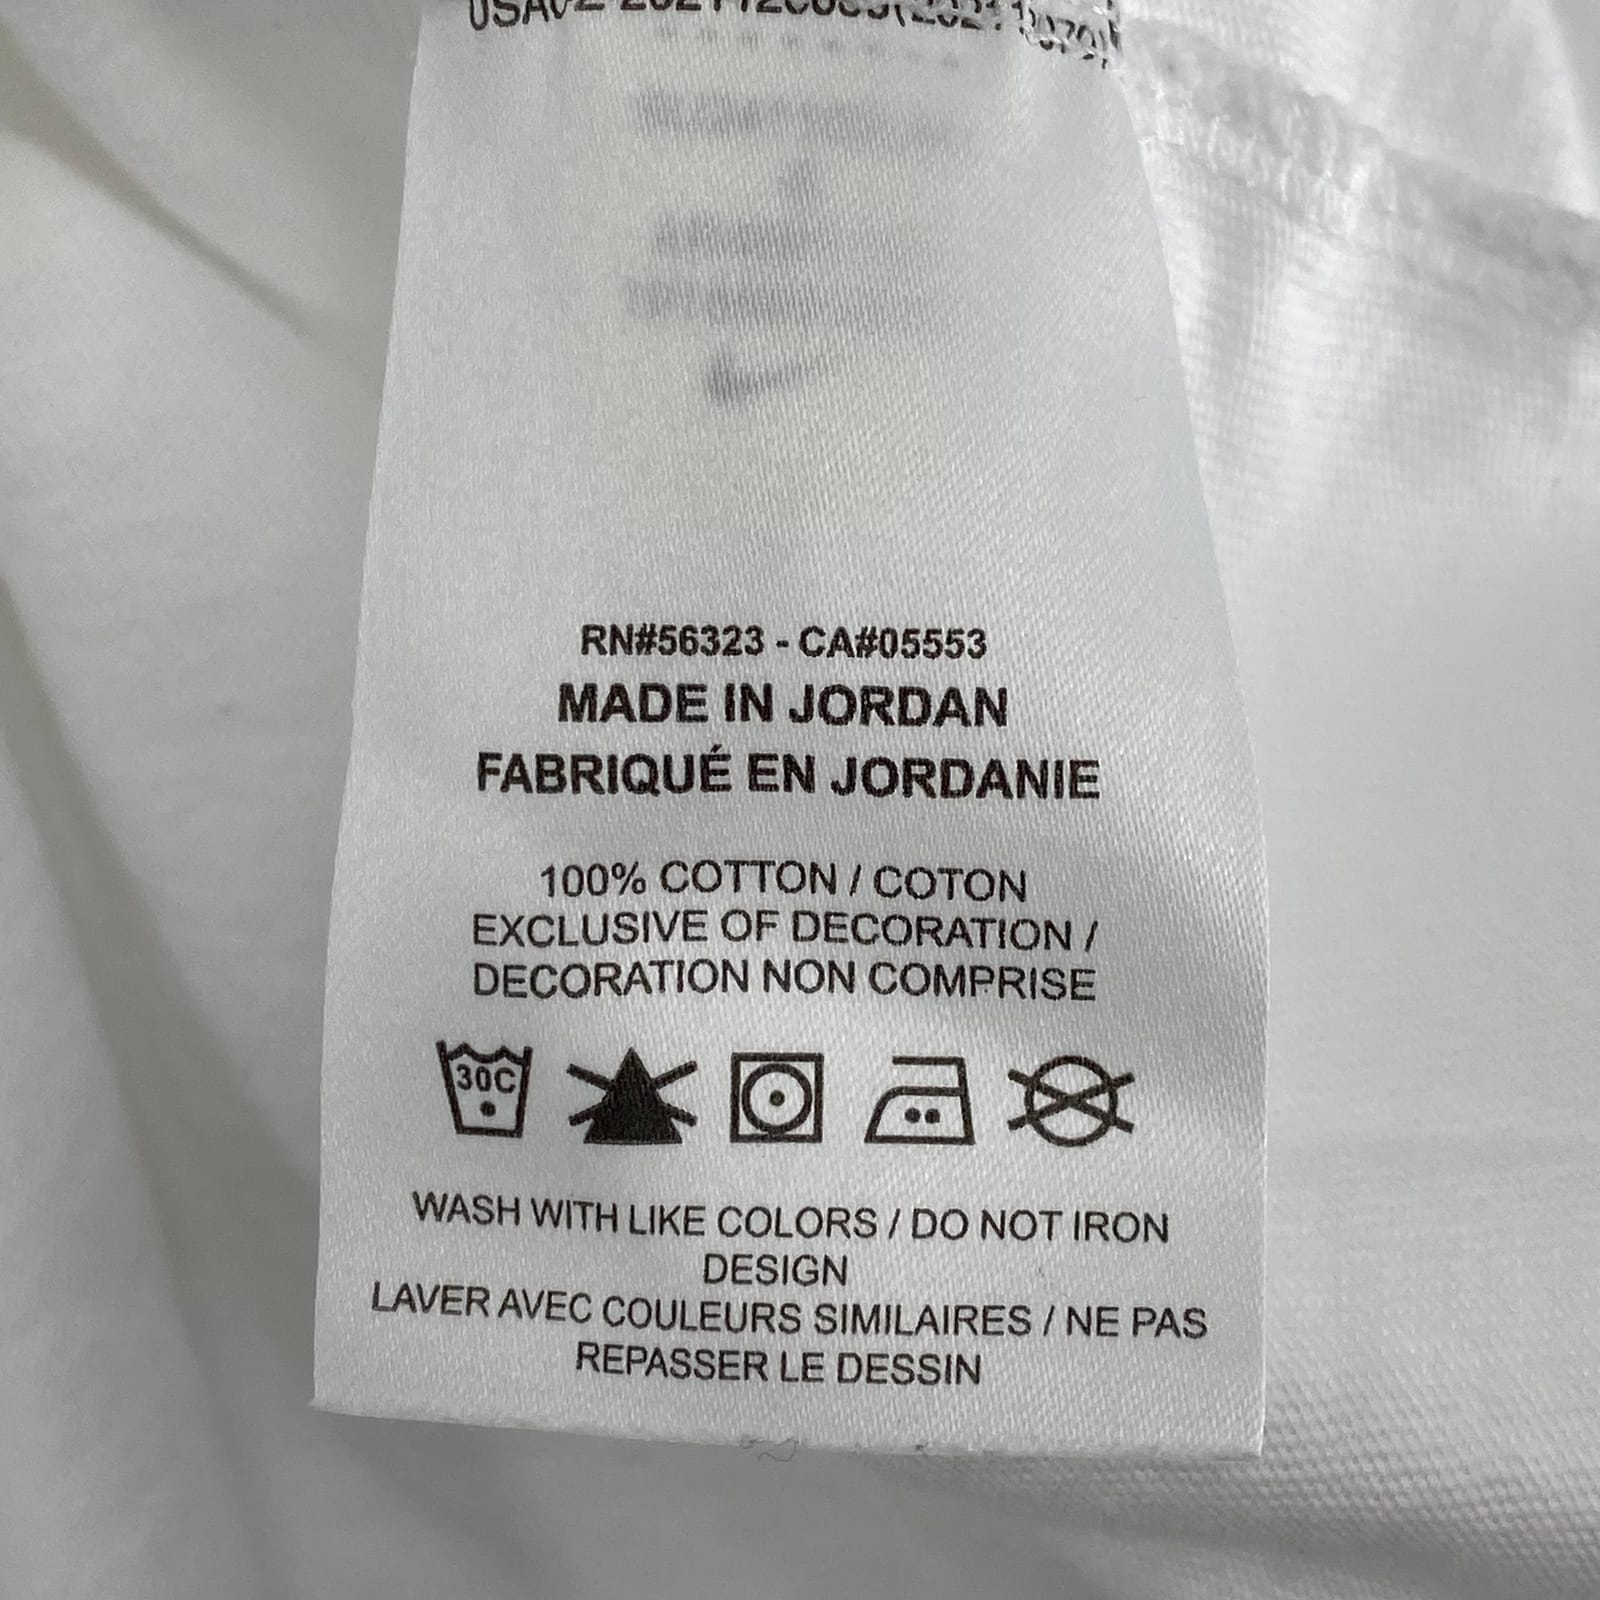 RN#56323 - CA#05553
MADE IN JORDAN
FABRIQUÉ EN JORDANIE
100% COTTON / COTON
EXCLUSIVE OF DECORATION /
DECORATION NON COMPRISE
30C
WASH WITH LIKE COLORS / DO NOT IRON
DESIGN
LAVER AVEC COULEURS SIMILAIRES / NE PAS
REPASSER LE DESSIN